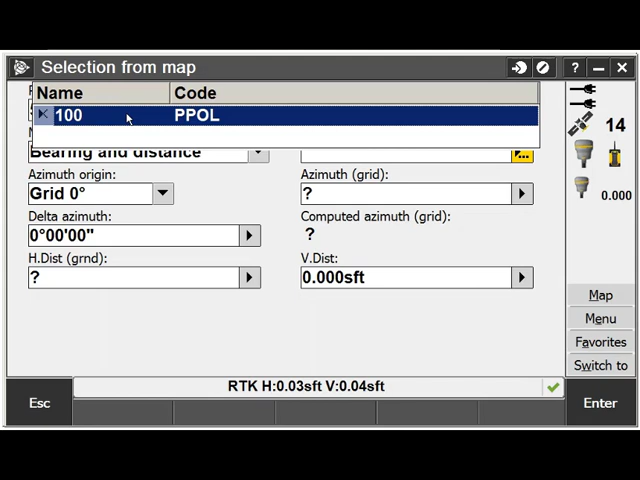 Selection from map
?
Name Code
100 PPOL
Bearing and distance
14
Azimuth origin: Azimuth (grid):
Grid 0° ?
0.000
Delta azimuth: Computed azimuth (grid):
0°00'00" ?
H.Dist (grnd): V.Dist:
? 0.000sft
Map
Menu
Favorites
Switch to
RTK H:0.03sft V:0.04sft
Esc Enter